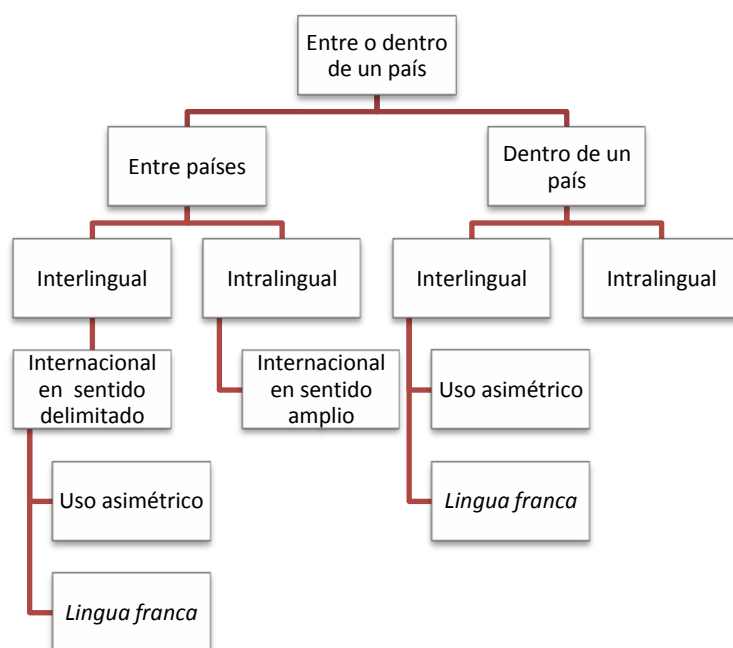 Entre o dentro
de un país
Entre países
Dentro de un
país
Interlingual
Intralingual
Interlingual
Intralingual
Internacional
en sentido
delimitado
Internacional
en sentido
amplio
Uso asimétrico
Uso asimétrico
Lingua franca
Lingua franca